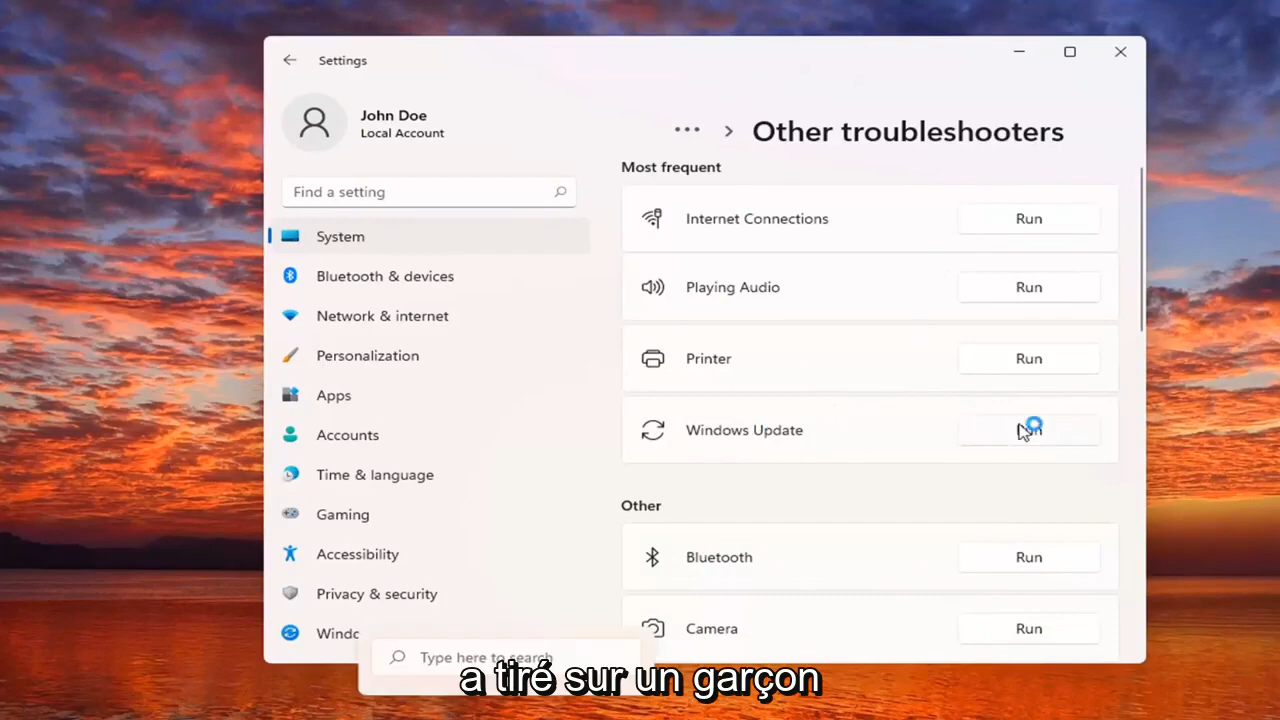 Settings
John Doe
Local Account
Find a setting
System
Bluetooth & devices
Network & internet
Personalization
Apps
Accounts
Time & language
Gaming
Accessibility
Privacy & security
Other troubleshooters
Most frequent
Internet Connections Run
Playing Audio Run
Printer Run
Windows Update
Other
Bluetooth Run
Camera Run
Type here to search
a tiré sur un garçon